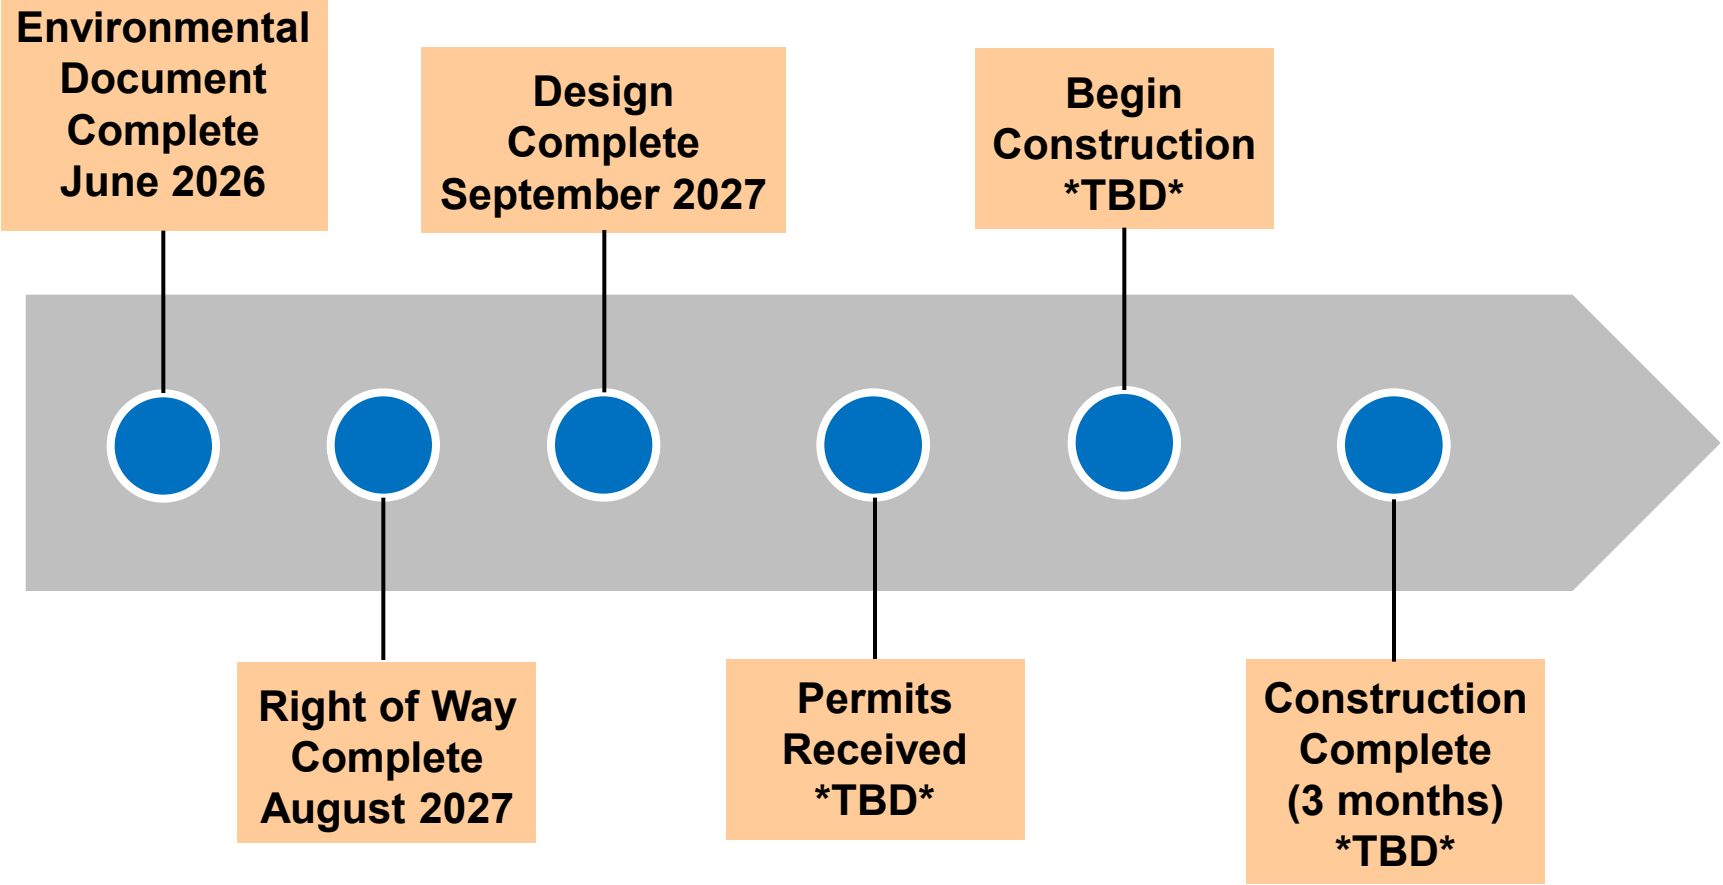 Environmental
Document
Complete
June 2026
Right of Way
Complete
August 2027
Design
Complete
September 2027
Permits
Received
*TBD*
Begin
Construction
*TBD*
Construction
Complete
(3 months)
*TBD*